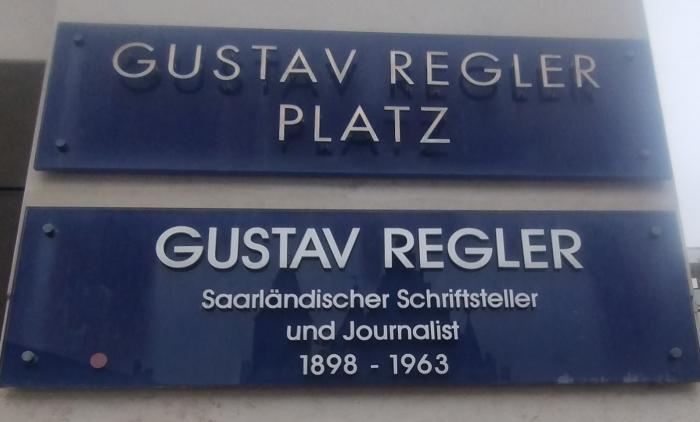 GUSTAV REGLER
PLATZ
GUSTAV REGLER
Saarländischer Schriftsteller
und Journalist
1898 - 1963